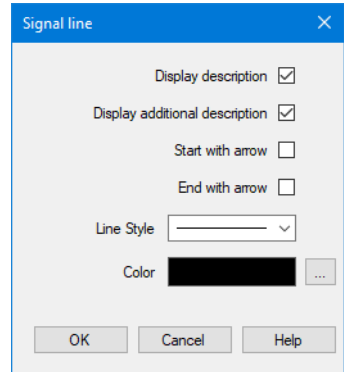 Signal line
Display description
Display additional description
Start with arrow
End with arrow
Line Style
Color
...
OK Cancel Help